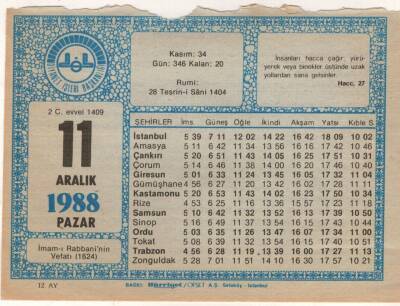 DİYANET İŞLERİ BAŞKANLIĞI
2 C. evvel 1409
11
ARALIK
1988
PAZAR
İmam-ı Rabbani'nin
Vefatı (1624)
12 AY
Kasım: 34
Gün: 346 Kalan: 20
Rumi:
28 Teşrin-i Sâni 1404
İnsanları hacca çağır; yürü-
yerek veya binekler üstünde uzak
yollardan sana gelsinler.
Hacc, 27
ŞEHİRLER İms Güneş Öğle İkindi Akşam Yatsı Kıble S.
İstanbul 5 39 7 11 12 02 14 22 16 42 18 09 10 02
Amasya 5 11 6 42 11 34 13 56 16 16 17 42 10 51
Çankırı 5 20 6 51 11 43 14 05 16 25 17 51 10 31
Çorum 5 14 6 46 11 38 14 00 16 20 17 46 10 40
Giresun 5 01 6 33 11 24 13 45 16 05 17 32 11 04
Gümüşhane 4 56 6 27 11 20 13 42 16 02 17 28 11 11
Kastamonu 5 20 6 53 11 43 14 02 16 23 17 50 10 34
Rize 4 53 6 25 11 16 13 36 15 57 17 23 11 18
Samsun 5 10 6 42 11 32 13 52 16 13 17 39 10 50
Sinop 5 16 6 49 11 37 13 56 16 16 17 44
Ordu 5 03 6 35 11 26 13 47 16 07 17 34 11 00
Tokat 5 08 6 39 11 32 13 54 16 15 17 40
Trabzon 4 56 6 28 11 19 13 39 16 00 17 27 11 13
Zonguldak 5 28 7 01 11 51 14 10 16 30 17 57 10 21
BASKI: Hürriyet / OFSET A.Ş. Sefaköy - İstanbul